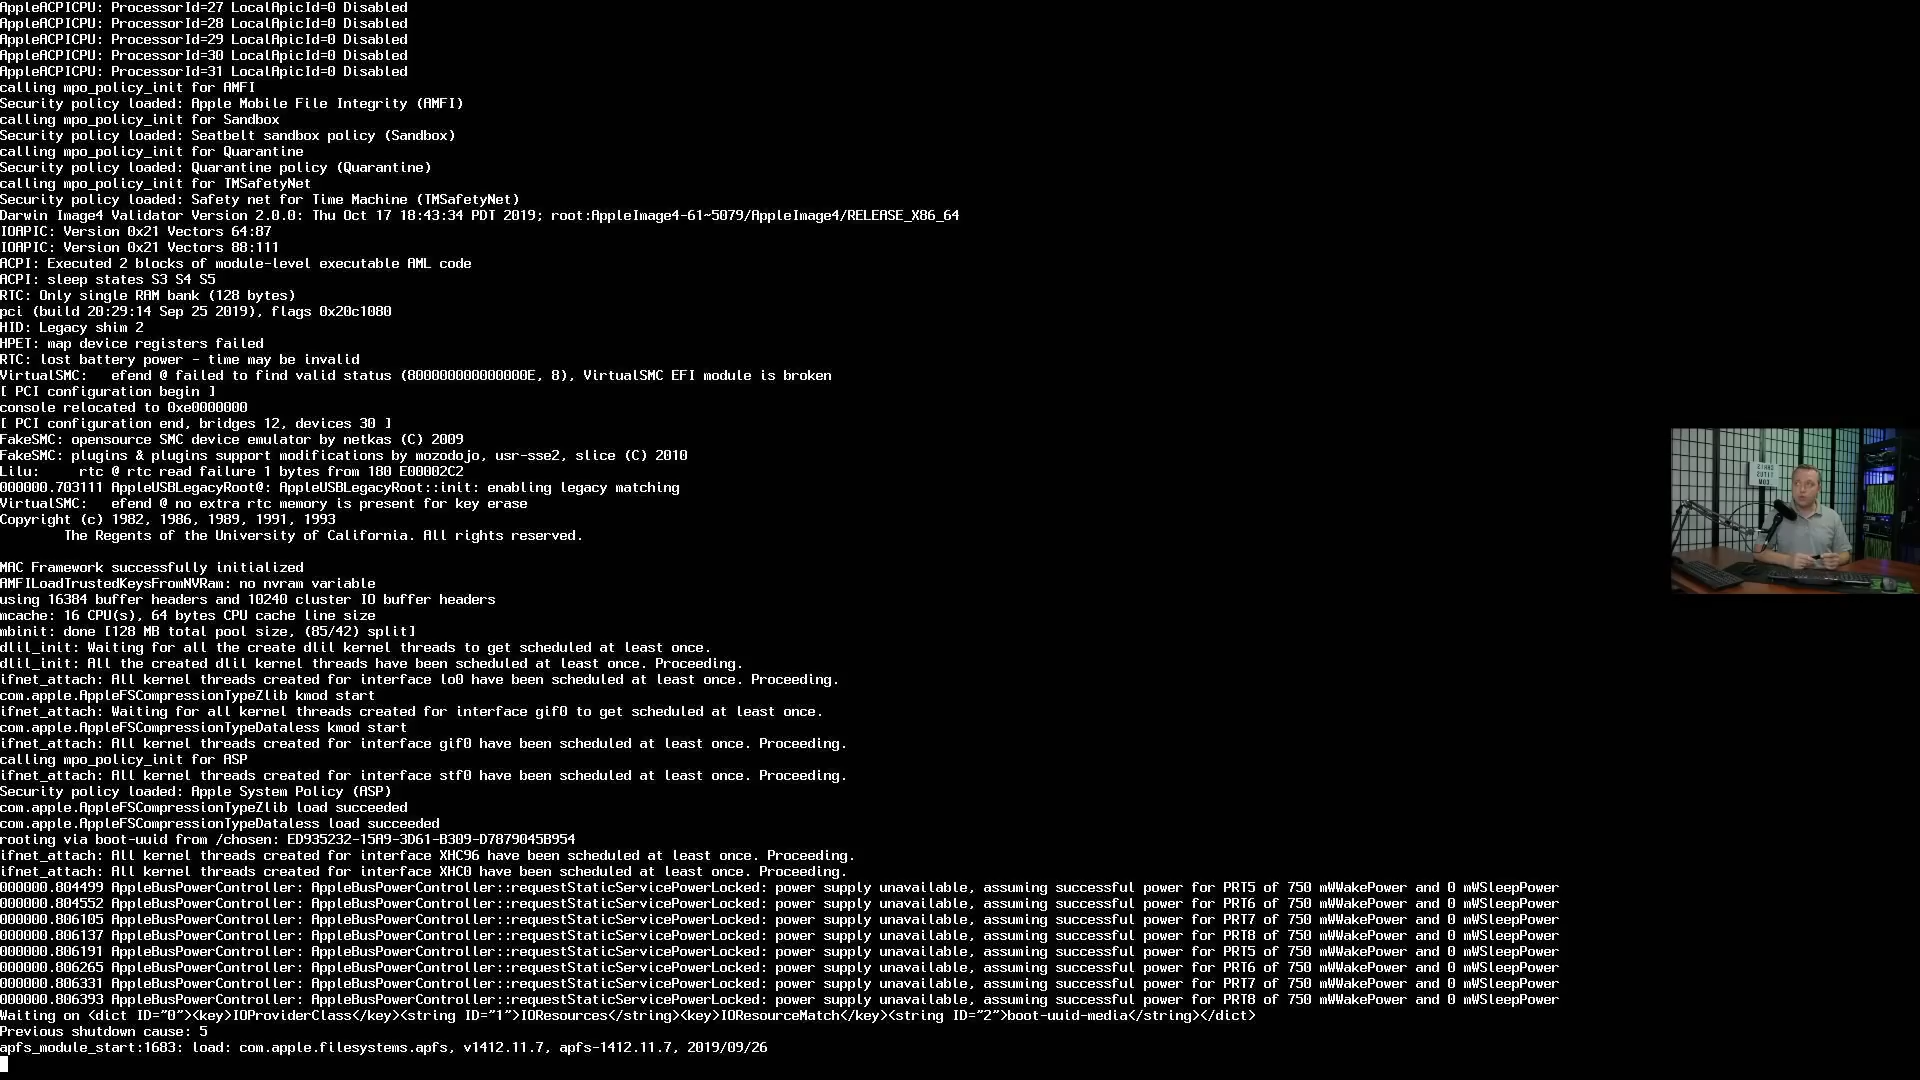 AppleACPICPU: ProcessorId=27 LocalApicId=0 Disabled
AppleACPICPU: ProcessorId=28 LocalApicId=0 Disabled
AppleACPICPU: ProcessorId=29 LocalApicId=0 Disabled
AppleACPICPU: ProcessorId=30 LocalApicId=0 Disabled
AppleACPICPU: ProcessorId=31 LocalApicId=0 Disabled
calling mpo_policy_init for AMFI
Security policy loaded: Apple Mobile File Integrity (AMFI)
calling mpo_policy_init for Sandbox
Security policy loaded: Seatbelt sandbox policy (Sandbox)
calling mpo_policy_init for Quarantine
Security policy loaded: Quarantine policy (Quarantine)
calling mpo_policy_init for TMSafetyNet
Security policy loaded: Safety net for Time Machine (TMSafetyNet)
Darwin Image4 Validator Version 2.0.0: Thu Oct 17 18:43:34 PDT 2019; root:AppleImage4-61~5079/AppleImage4/RELEASE_X86_64
IOAPIC: Version 0x21 Vectors 64:87
IOAPIC: Version 0x21 Vectors 88:111
ACPI: Executed 2 blocks of module-level executable AML code
ACPI: sleep states S3 S4 S5
RTC: Only single RAM bank (128 bytes)
pci (build 20:29:14 Sep 25 2019), flags 0x20c1080
HID: Legacy shim 2
HPET: map device registers failed
RTC: lost battery power - time may be invalid
VirtualSMC:   efend @ failed to find valid status (800000000000000E, 8), VirtualSMC EFI module is broken
[ PCI configuration begin ]
console relocated to 0xe0000000
[ PCI configuration end, bridges 12, devices 30 ]
FakeSMC: opensource SMC device emulator by netkas (C) 2009
FakeSMC: plugins & plugins support modifications by mozodojo, usr-sse2, slice (C) 2010
Lilu:     rtc @ rtc read failure 1 bytes from 180 E00002C2
000000.703111 AppleUSBLegacyRoot@: AppleUSBLegacyRoot::init: enabling legacy matching
VirtualSMC:   efend @ no extra rtc memory is present for key erase
Copyright (c) 1982, 1986, 1989, 1991, 1993
The Regents of the University of California. All rights reserved.
MAC Framework successfully initialized
AMFILoadTrustedKeysFromNVRam: no nvram variable
using 16384 buffer headers and 10240 cluster IO buffer headers
mcache: 16 CPU(s), 64 bytes CPU cache line size
mbinit: done [128 MB total pool size, (85/42) split]
dlil_init: Waiting for all the create dlil kernel threads to get scheduled at least once.
dlil_init: All the created dlil kernel threads have been scheduled at least once. Proceeding.
ifnet_attach: All kernel threads created for interface lo0 have been scheduled at least once. Proceeding.
com.apple.AppleFSCompressionTypeZlib kmod start
ifnet_attach: Waiting for all kernel threads created for interface gif0 to get scheduled at least once.
com.apple.AppleFSCompressionTypeDataless kmod start
ifnet_attach: All kernel threads created for interface gif0 have been scheduled at least once. Proceeding.
calling mpo_policy_init for ASP
ifnet_attach: All kernel threads created for interface stf0 have been scheduled at least once. Proceeding.
Security policy loaded: Apple System Policy (ASP)
com.apple.AppleFSCompressionTypeZlib load succeeded
com.apple.AppleFSCompressionTypeDataless load succeeded
rooting via boot-uuid from /chosen: ED935232-15A9-3D61-B309-D7879045B954
ifnet_attach: All kernel threads created for interface XHC96 have been scheduled at least once. Proceeding.
ifnet_attach: All kernel threads created for interface XHC0 have been scheduled at least once. Proceeding.
000000.804499 AppleBusPowerController: AppleBusPowerController::requestStaticServicePowerLocked: power supply unavailable, assuming successful power for PRT5 of 750 mWWakePower and 0 mWSleepPower
000000.804552 AppleBusPowerController: AppleBusPowerController::requestStaticServicePowerLocked: power supply unavailable, assuming successful power for PRT6 of 750 mWWakePower and 0 mWSleepPower
000000.806105 AppleBusPowerController: AppleBusPowerController::requestStaticServicePowerLocked: power supply unavailable, assuming successful power for PRT7 of 750 mWWakePower and 0 mWSleepPower
000000.806137 AppleBusPowerController: AppleBusPowerController::requestStaticServicePowerLocked: power supply unavailable, assuming successful power for PRT8 of 750 mWWakePower and 0 mWSleepPower
000000.806191 AppleBusPowerController: AppleBusPowerController::requestStaticServicePowerLocked: power supply unavailable, assuming successful power for PRT5 of 750 mWWakePower and 0 mWSleepPower
000000.806265 AppleBusPowerController: AppleBusPowerController::requestStaticServicePowerLocked: power supply unavailable, assuming successful power for PRT6 of 750 mWWakePower and 0 mWSleepPower
000000.806331 AppleBusPowerController: AppleBusPowerController::requestStaticServicePowerLocked: power supply unavailable, assuming successful power for PRT7 of 750 mWWakePower and 0 mWSleepPower
000000.806393 AppleBusPowerController: AppleBusPowerController::requestStaticServicePowerLocked: power supply unavailable, assuming successful power for PRT8 of 750 mWWakePower and 0 mWSleepPower
Waiting on <dict ID="0"><key>IOProviderClass</key><string ID="1">IOResources</string><key>IOResourceMatch</key><string ID="2">boot-uuid-media</string></dict>
Previous shutdown cause: 5
apfs_module_start:1683: load: com.apple.filesystems.apfs, v1412.11.7, apfs-1412.11.7, 2019/09/26